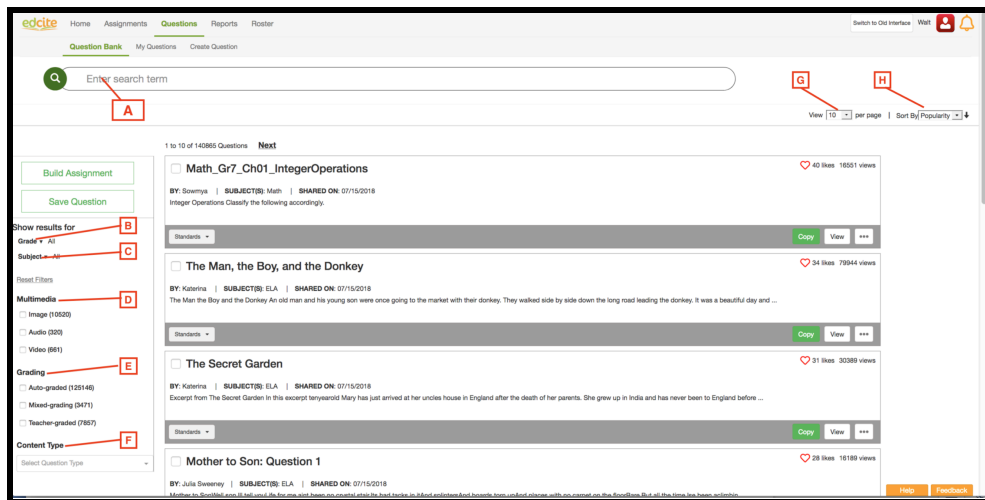 edcite Home Assignments Questions Reports Roster Switch to Old Interface Walt
Question Bank My Questions Create Question
Enter search term
A
G
H
View 10 per page | Sort By Popularity
1 to 10 of 140865 Questions Next
Build Assignment
Save Question
Show results for
B
Grade All
C
Subject All
Reset Filters
Multimedia
D
Image (10520)
Audio (320)
Video (661)
Grading
E
Auto-graded (125146)
Mixed-grading (3471)
Teacher-graded (7857)
Content Type
F
Select Question Type
Math_Gr7_Ch01_IntegerOperations 40 likes 16551 views
BY: Sowmya | SUBJECT(S): Math | SHARED ON: 07/15/2018
Integer Operations Classify the following accordingly.
Standards Copy View
The Man, the Boy, and the Donkey 34 likes 79944 views
BY: Katerina | SUBJECT(S): ELA | SHARED ON: 07/15/2018
The Man the Boy and the Donkey An old man and his young son were once going to the market with their donkey. They walked side by side down the long road leading the donkey. It was a beautiful day and ...
Standards Copy View
The Secret Garden 31 likes 30389 views
BY: Katerina | SUBJECT(S): ELA | SHARED ON: 07/15/2018
Excerpt from The Secret Garden In this excerpt tenyearold Mary has just arrived at her uncles house in England after the death of her parents. She grew up in India and has never been to England before ...
Standards Copy View
Mother to Son: Question 1 28 likes 16189 views
BY: Julia Sweeney | SUBJECT(S): ELA | SHARED ON: 07/15/2018
Help Feedback